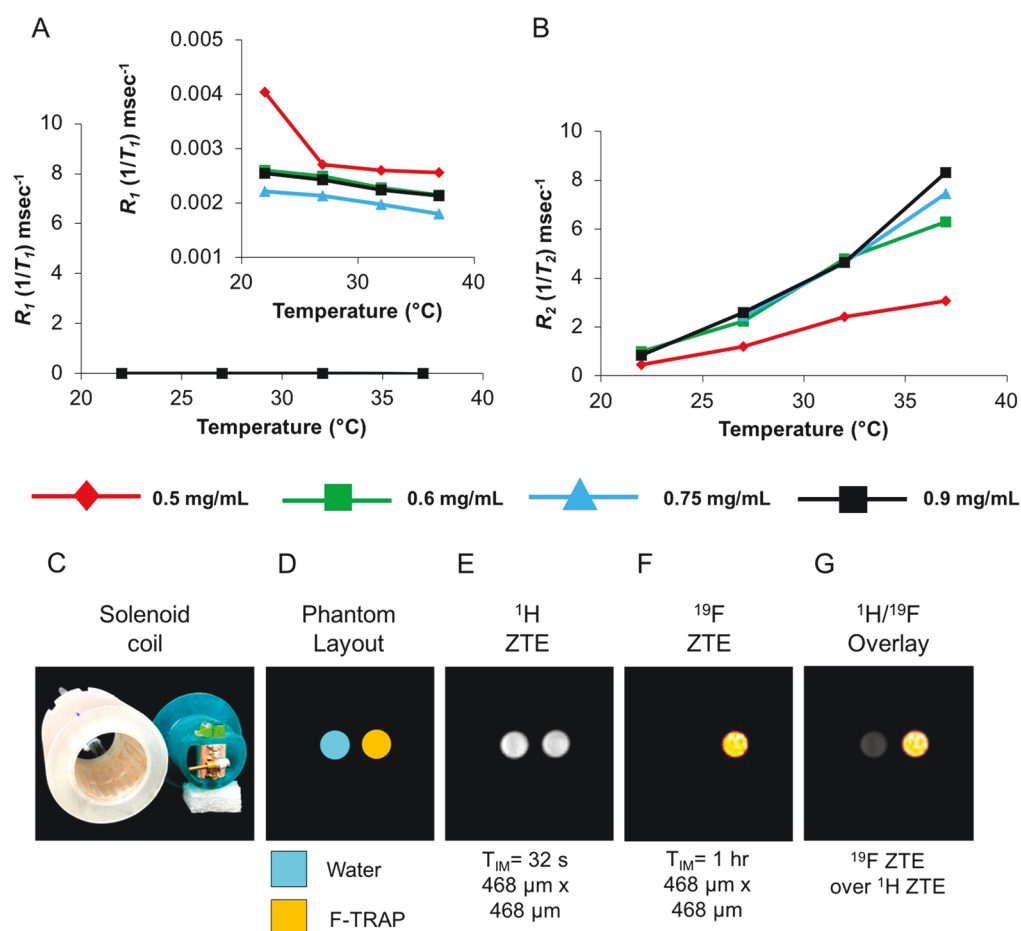 A
B
0.005
0.004
0.003
0.002
0.001
R₁ (1/T₁) msec⁻¹
20
30
40
Temperature (°C)
10
8
6
4
2
0
R₁ (1/T₁) msec⁻¹
20
25
30
35
40
Temperature (°C)
10
8
6
4
2
0
R₂ (1/T₂) msec⁻¹
20
25
30
35
40
Temperature (°C)
0.5 mg/mL
0.6 mg/mL
0.75 mg/mL
0.9 mg/mL
C
D
E
F
G
Solenoid
coil
Phantom
Layout
¹H
ZTE
¹⁹F
ZTE
¹H/¹⁹F
Overlay
Water
F-TRAP
T_IM= 32 s
468 µm x
468 µm
T_IM= 1 hr
468 µm x
468 µm
¹⁹F ZTE
over ¹H ZTE